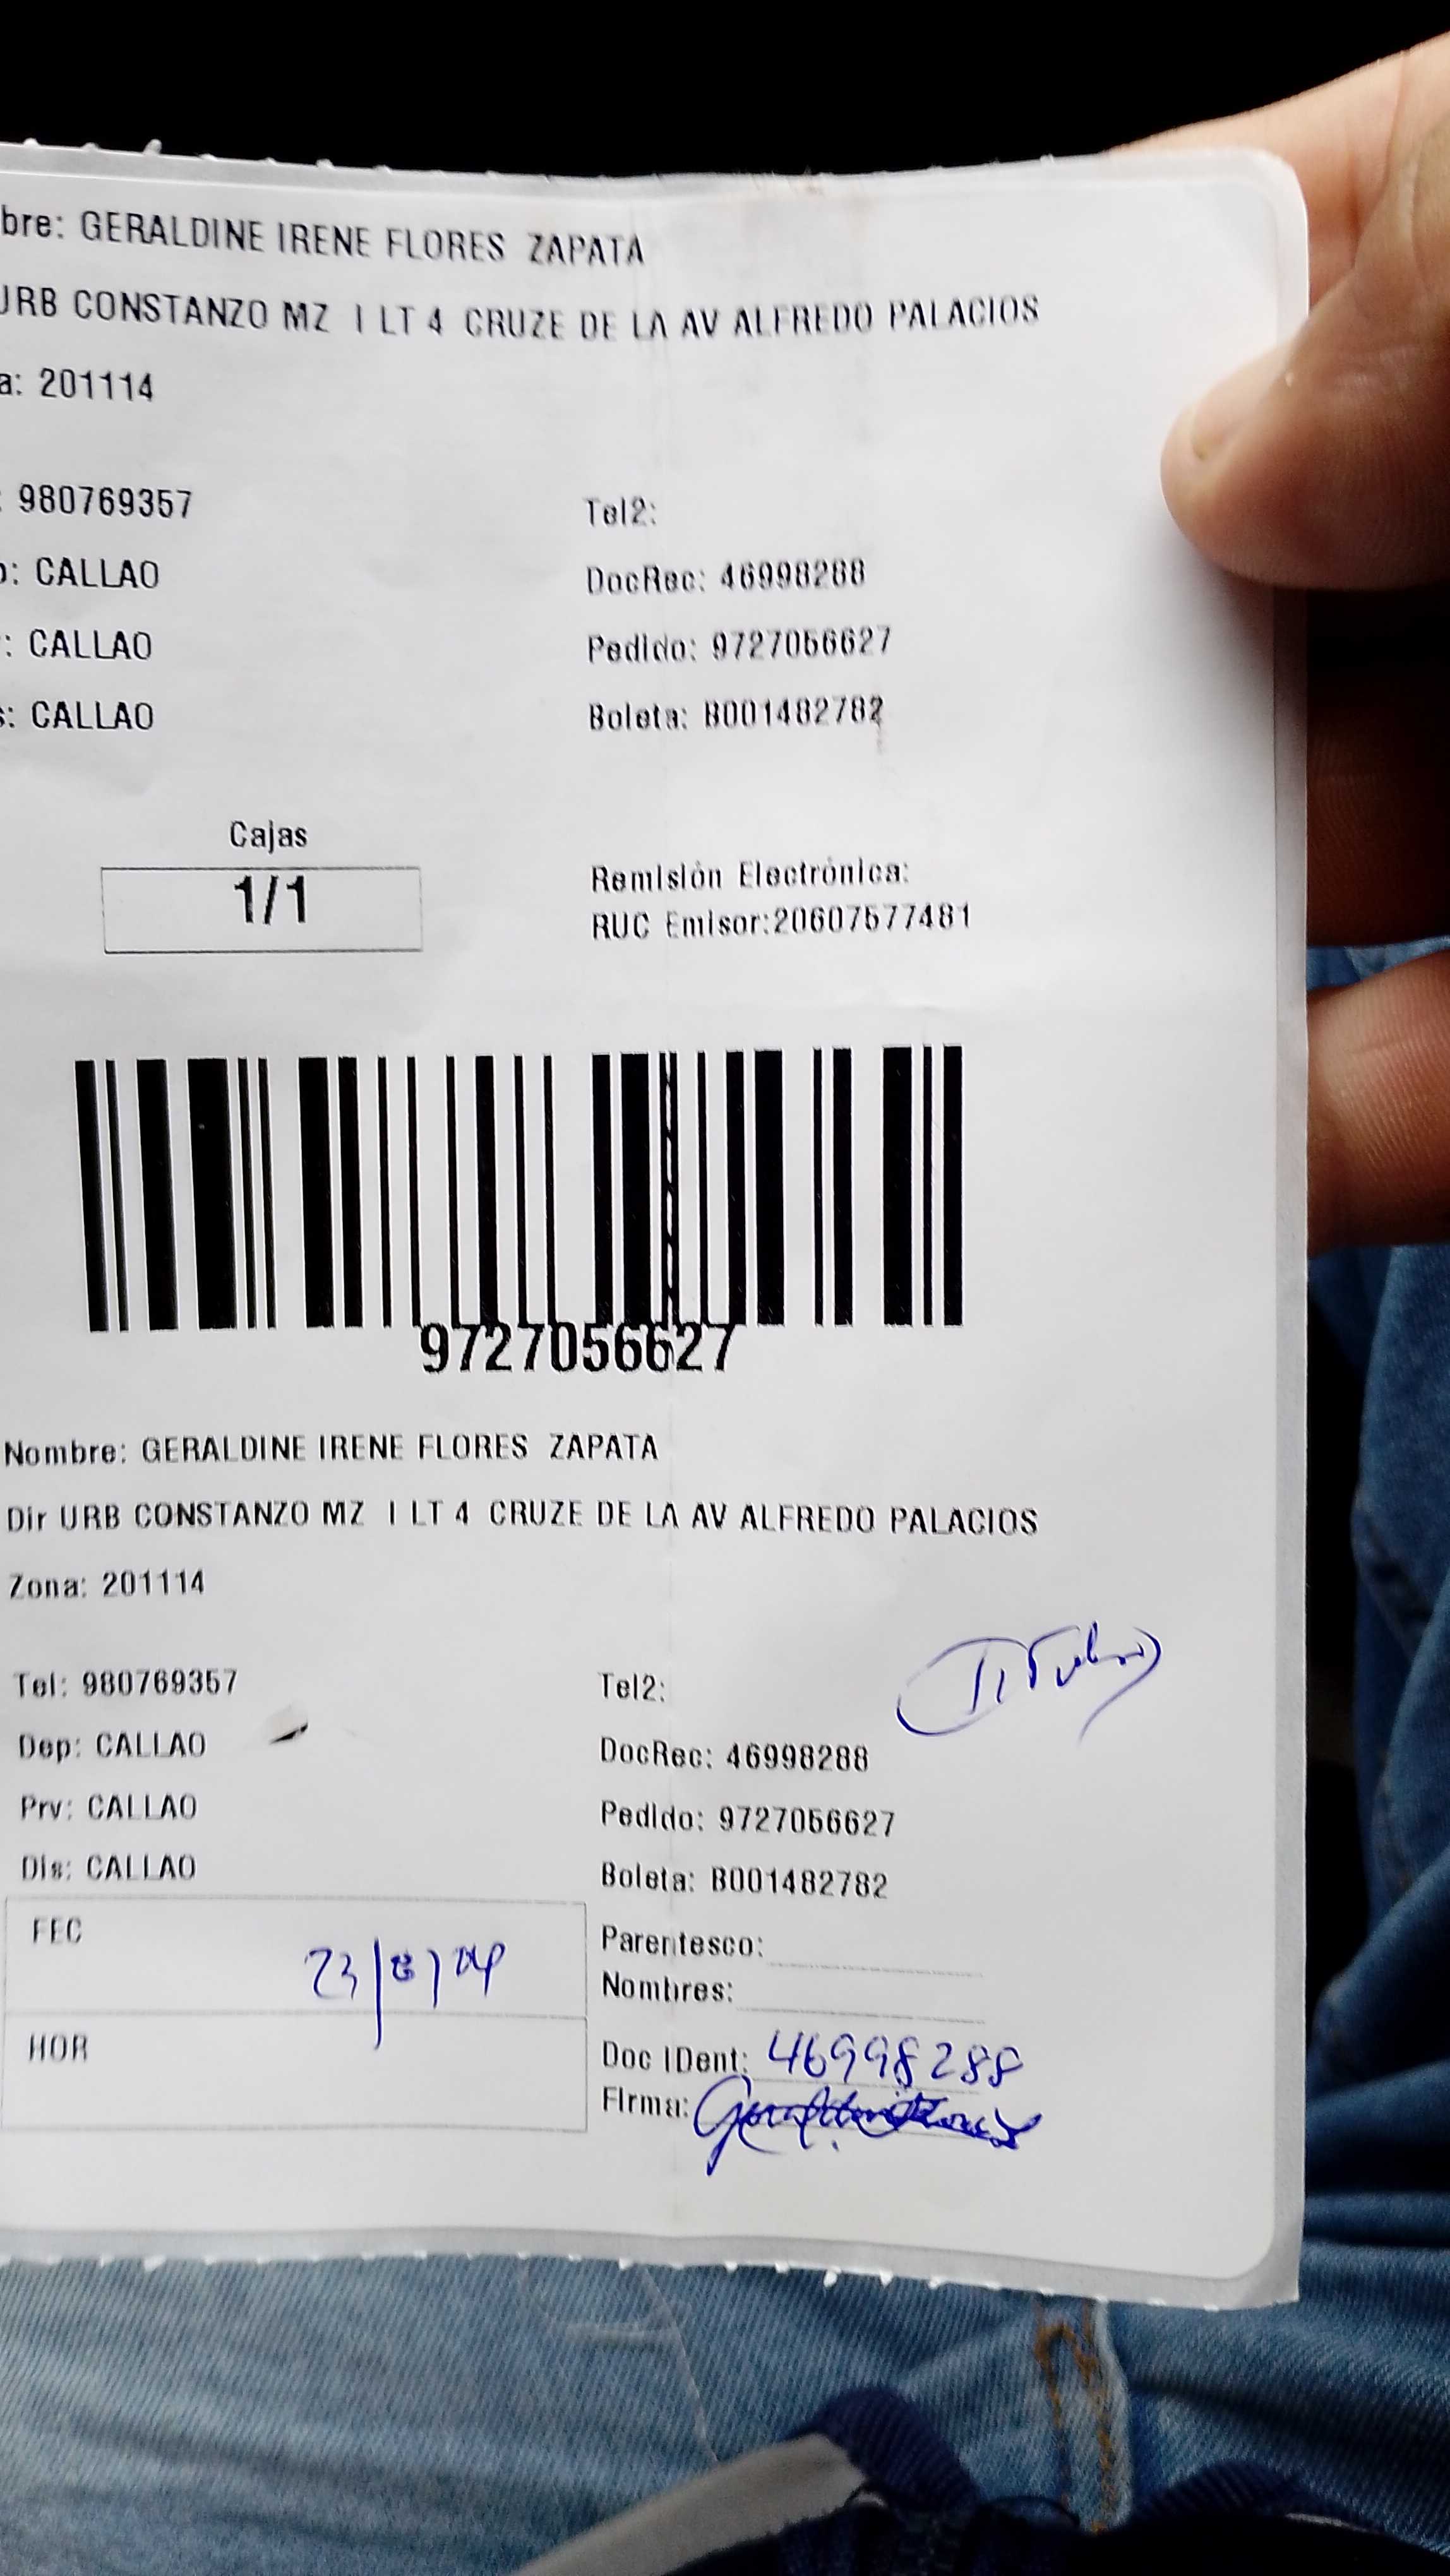 bre: GERALDINE IRENE FLORES ZAPATA
URB CONSTANZO MZ I LT 4 CRUZE DE LA AV ALFREDO PALACIOS
a: 201114
: 980769357 Tel2:
o: CALLAO DocRec: 46998288
: CALLAO Pedido: 9727056627
s: CALLAO Boleta: B001482782
Cajas
1/1
Remisión Electrónica:
RUC Emisor:20607577481
9727056627
Nombre: GERALDINE IRENE FLORES ZAPATA
Dir URB CONSTANZO MZ I LT 4 CRUZE DE LA AV ALFREDO PALACIOS
Zona: 201114
Tel: 980769357 Tel2:
Dep: CALLAO DocRec: 46998288
Prv: CALLAO Pedido: 9727056627
Dis: CALLAO Boleta: B001482782
FEC Parentesco:
Nombres:
HOR Doc IDent: 46998288
Firma: